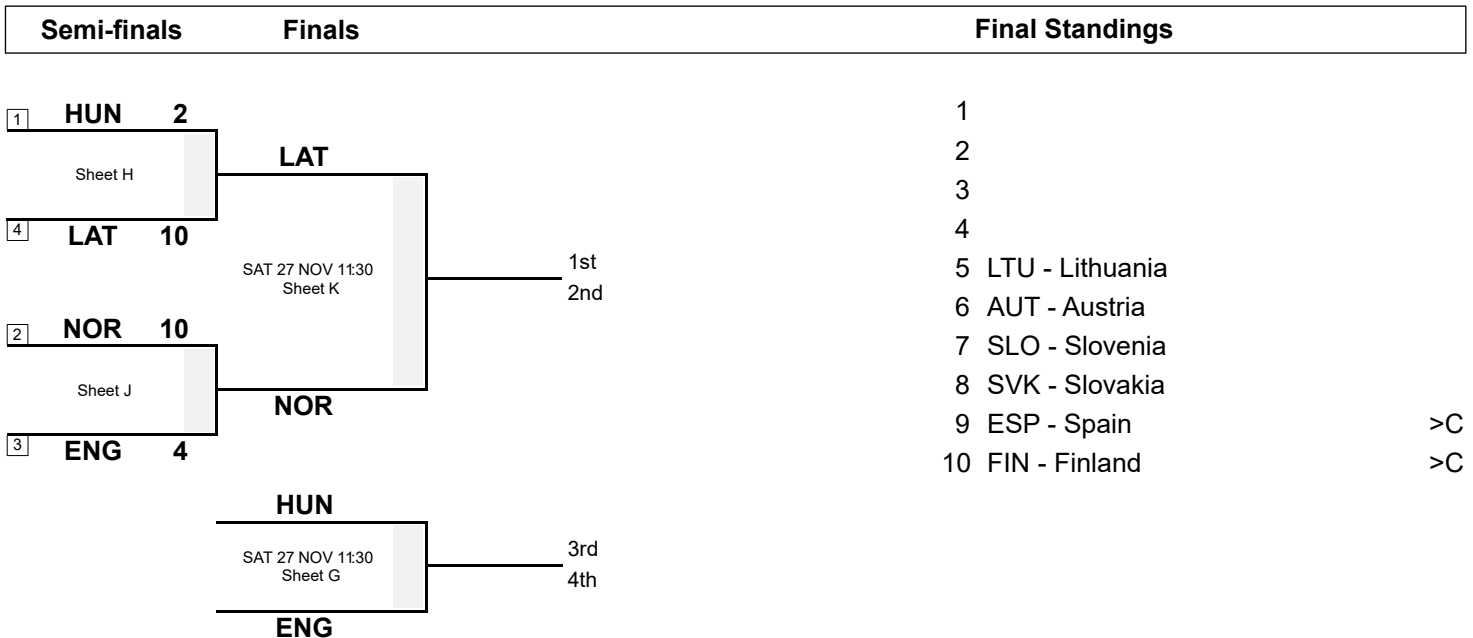 Semi-finals Finals Final Standings
1 HUN 2
Sheet H
4 LAT 10
2 NOR 10
Sheet J
3 ENG 4
LAT
SAT 27 NOV 11:30
Sheet K
NOR
1st
2nd
HUN
SAT 27 NOV 11:30
Sheet G
ENG
3rd
4th
1
2
3
4
5 LTU - Lithuania
6 AUT - Austria
7 SLO - Slovenia
8 SVK - Slovakia
9 ESP - Spain >C
10 FIN - Finland >C